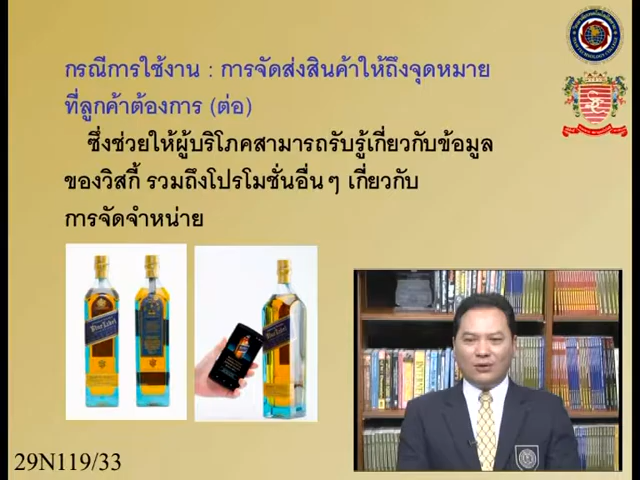 กรณีการใช้งาน : การจัดส่งสินค้าให้ถึงจุดหมาย
ที่ลูกค้าต้องการ (ต่อ)
ซึ่งช่วยให้ผู้บริโภคสามารถรับรู้เกี่ยวกับข้อมูล
ของวิสกี้ รวมถึงโปรโมชั่นอื่นๆ เกี่ยวกับ
การจัดจำหน่าย
Blue Label
29N119/33